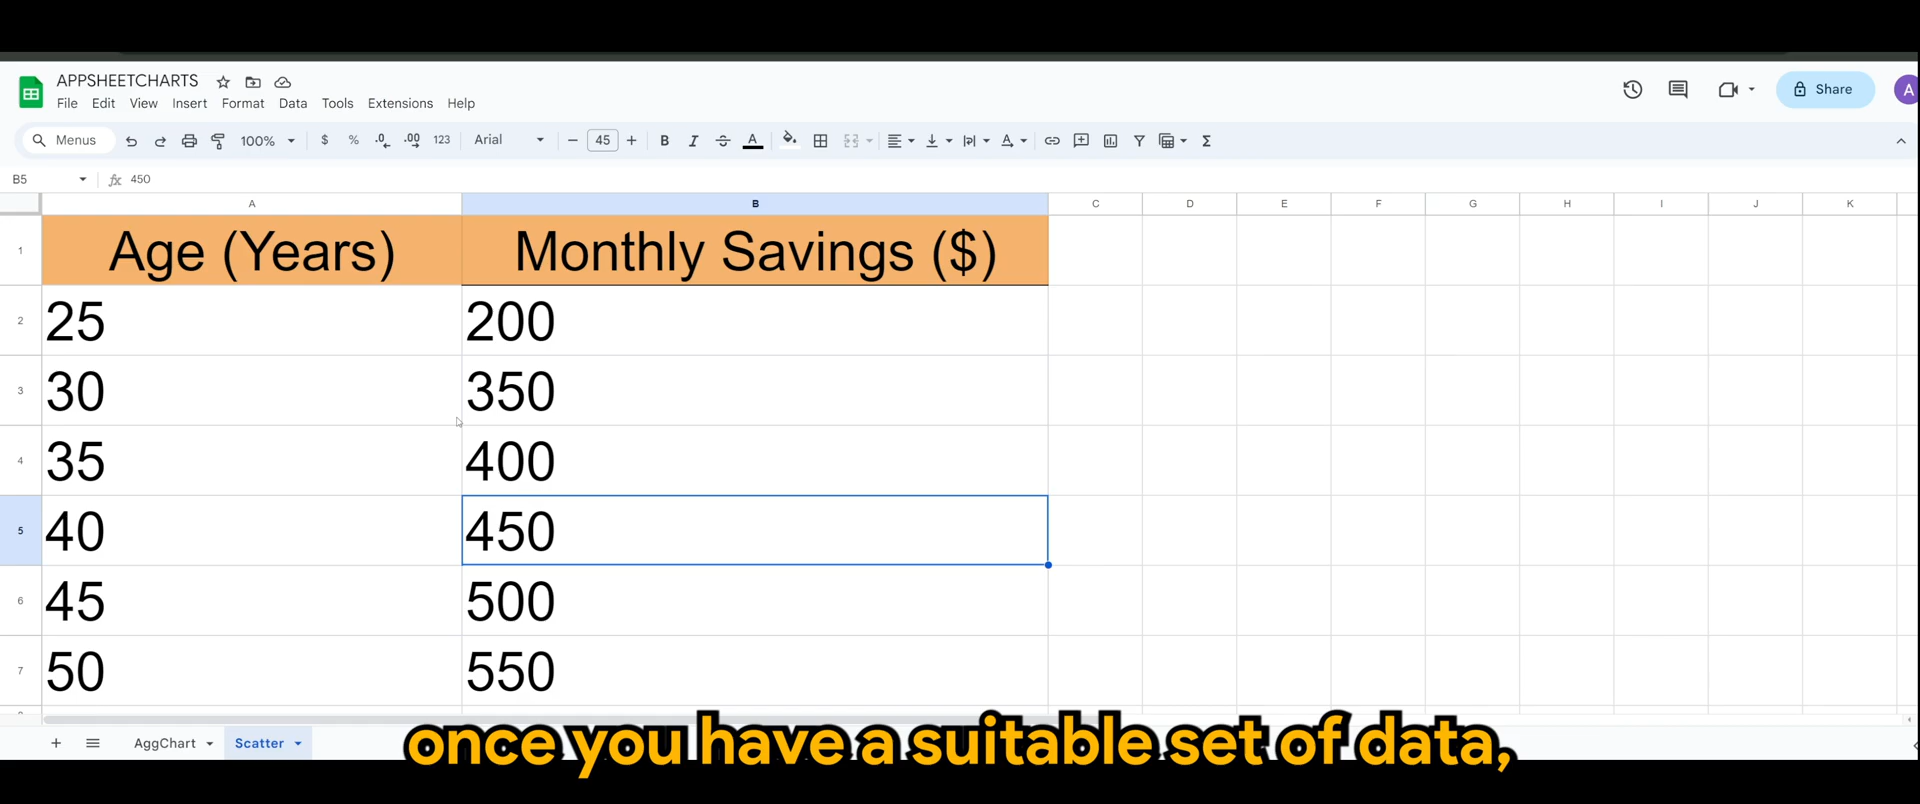 APPSHEETCHARTS
File Edit View Insert Format Data Tools Extensions Help
Share
A
Menus 100% $ % .0 .00 123 Arial − 45 + B I A Σ
B5 fx 450
A B C D E F G H I J K
1 Age (Years) Monthly Savings ($)
2 25 200
3 30 350
4 35 400
5 40 450
6 45 500
7 50 550
+ AggChart Scatter
once you have a suitable set of data,